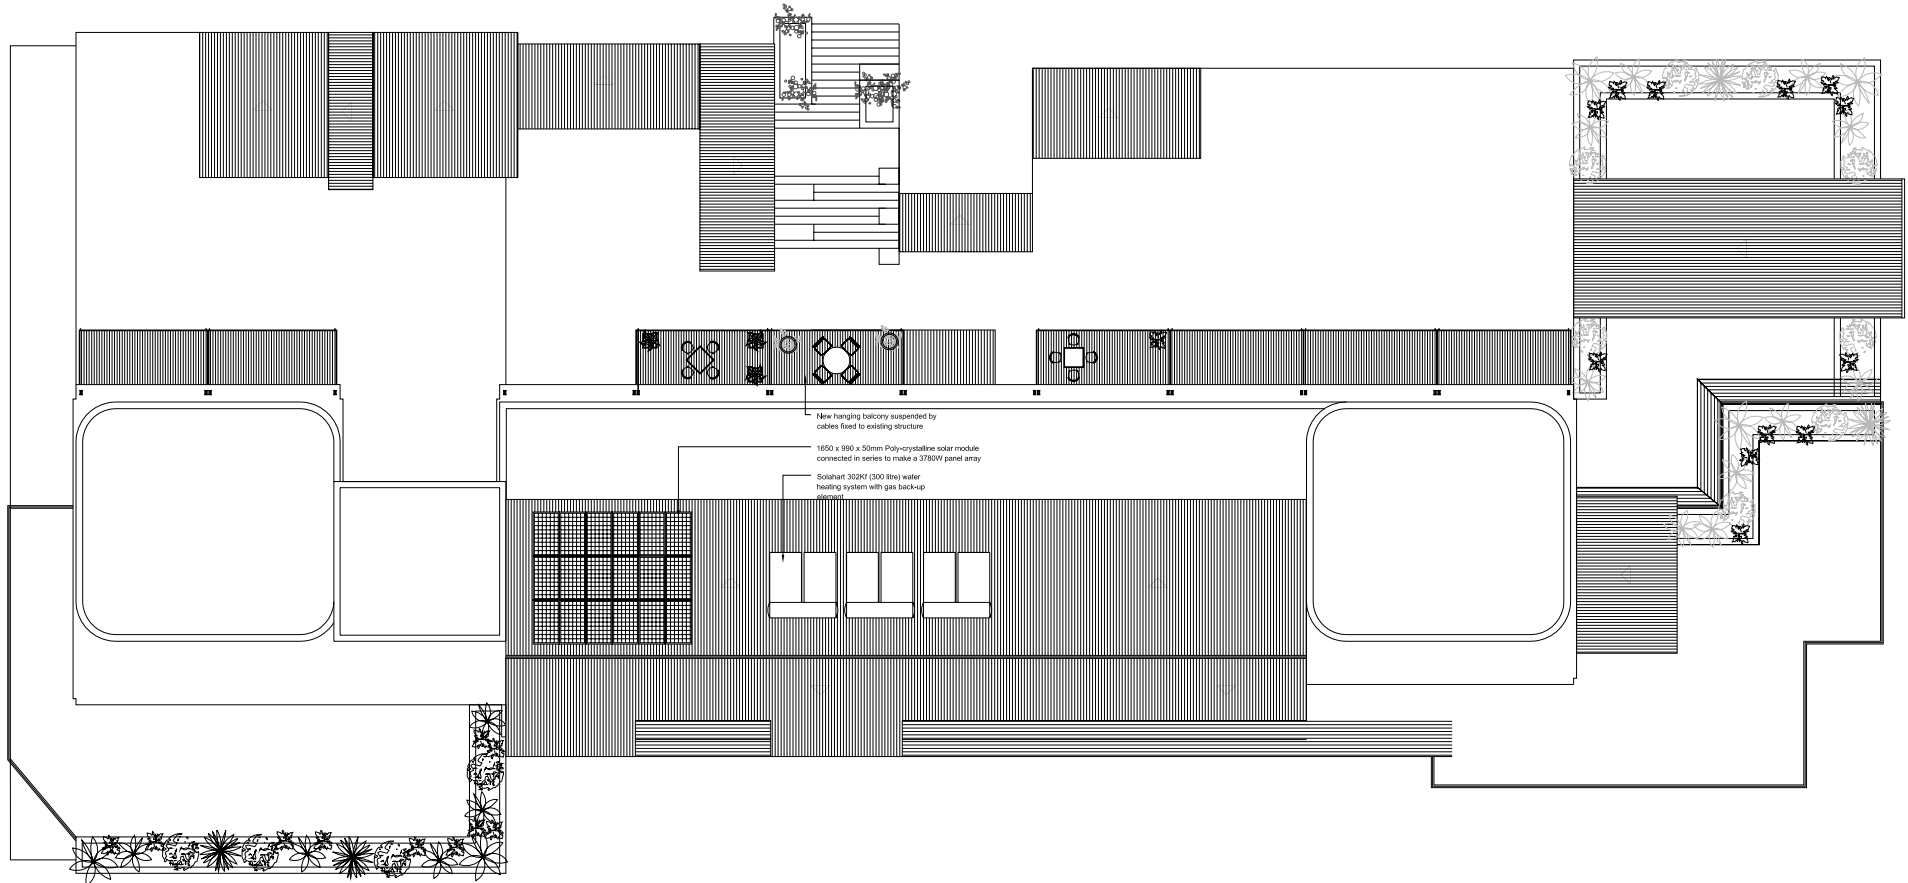 New hanging balcony suspended by
cables fixed to existing structure
1650 x 990 x 50mm Poly-crystalline solar module
connected in series to make a 3780W panel array
Solahart 302Kf (300 litre) water
heating system with gas back-up
element